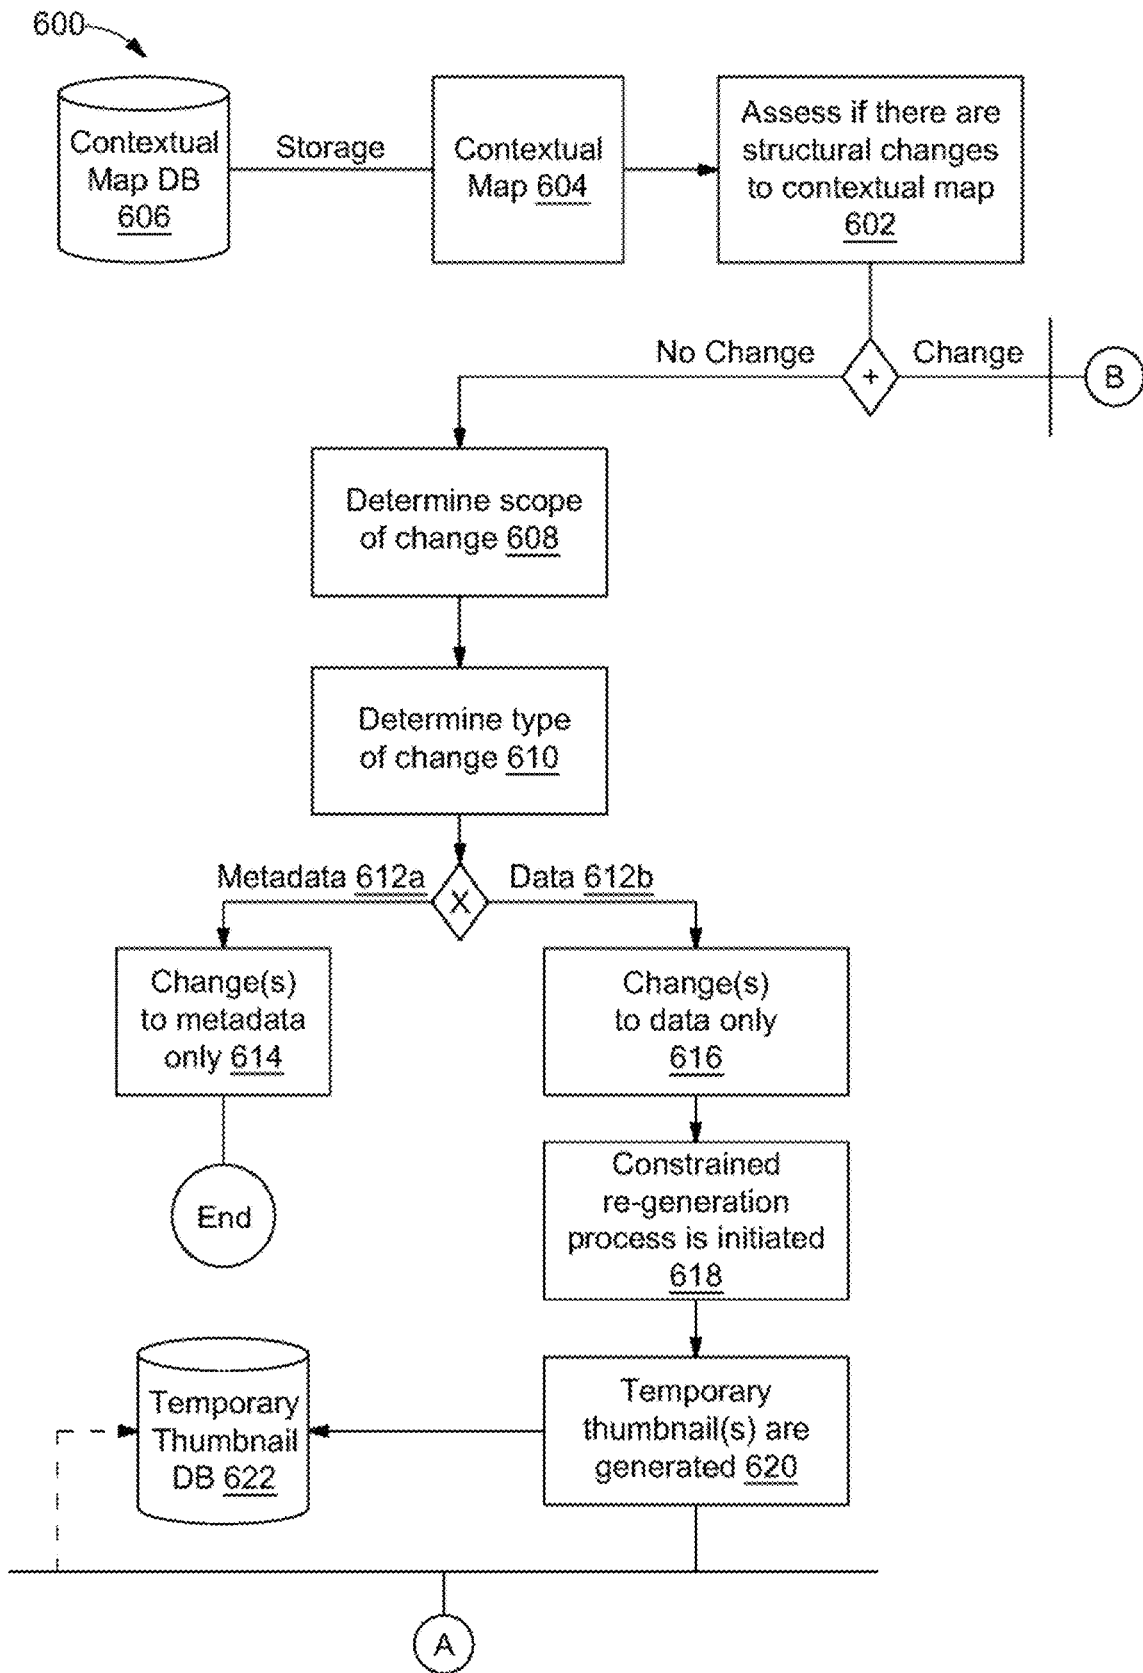 600
Contextual
Map DB
606
Storage
Contextual
Map 604
Assess if there are
structural changes
to contextual map
602
No Change
+
Change
B
Determine scope
of change 608
Determine type
of change 610
Metadata 612a
X
Data 612b
Change(s)
to metadata
only 614
Change(s)
to data only
616
End
Constrained
re-generation
process is initiated
618
Temporary
Thumbnail
DB 622
Temporary
thumbnail(s) are
generated 620
A